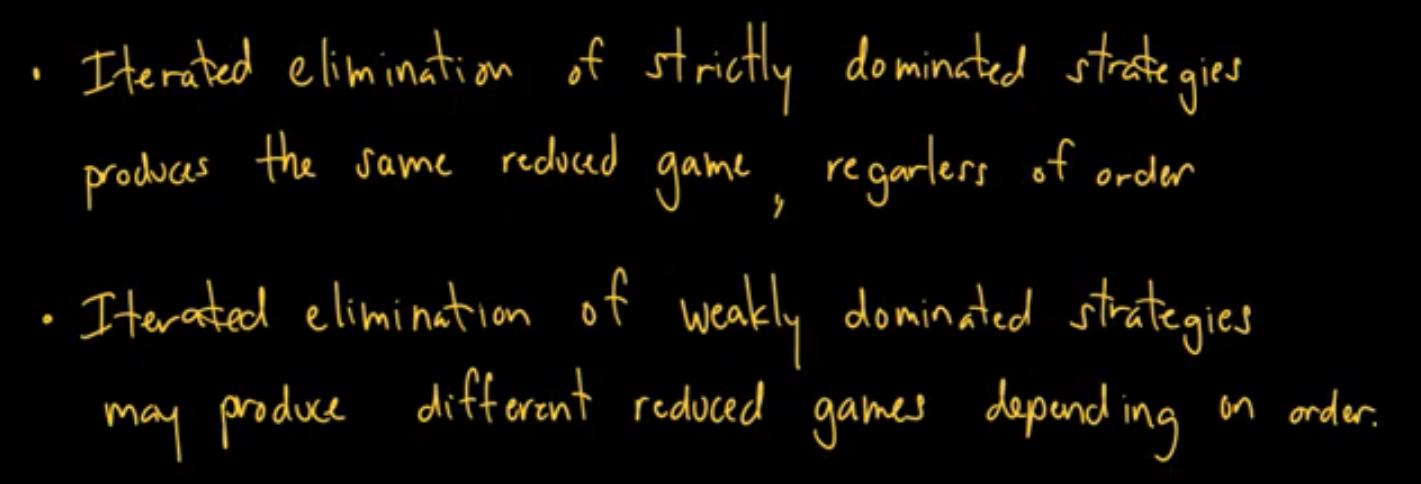 • Iterated elimination of strictly dominated strategies
produces the same reduced game, regarless of order
• Iterated elimination of weakly dominated strategies
may produce different reduced games depending on order.